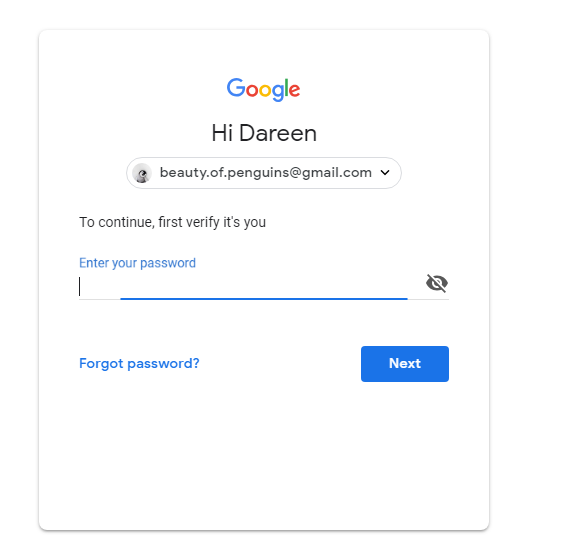 Google
Hi Dareen
beauty.of.penguins@gmail.com
To continue, first verify it's you
Enter your password
Forgot password?
Next